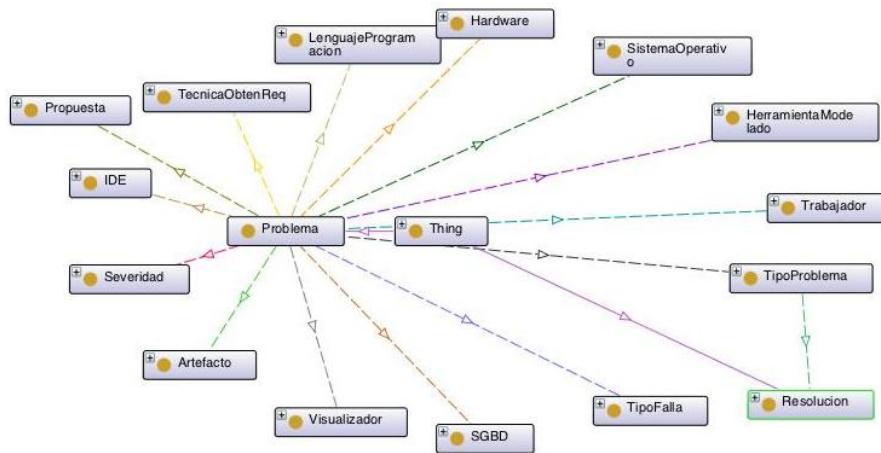 Hardware
LenguajeProgram
acion
SistemaOperativ
o
TecnicaObtenReq
Propuesta
HerramientaMode
lado
IDE
Trabajador
Problema
Thing
Severidad
TipoProblema
Artefacto
Resolucion
TipoFalla
Visualizador
SGBD